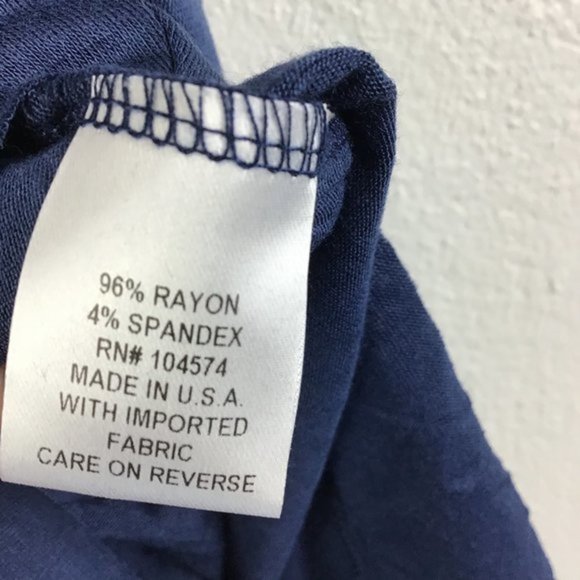 96% RAYON
4% SPANDEX
RN# 104574
MADE IN U.S.A.
WITH IMPORTED
FABRIC
CARE ON REVERSE